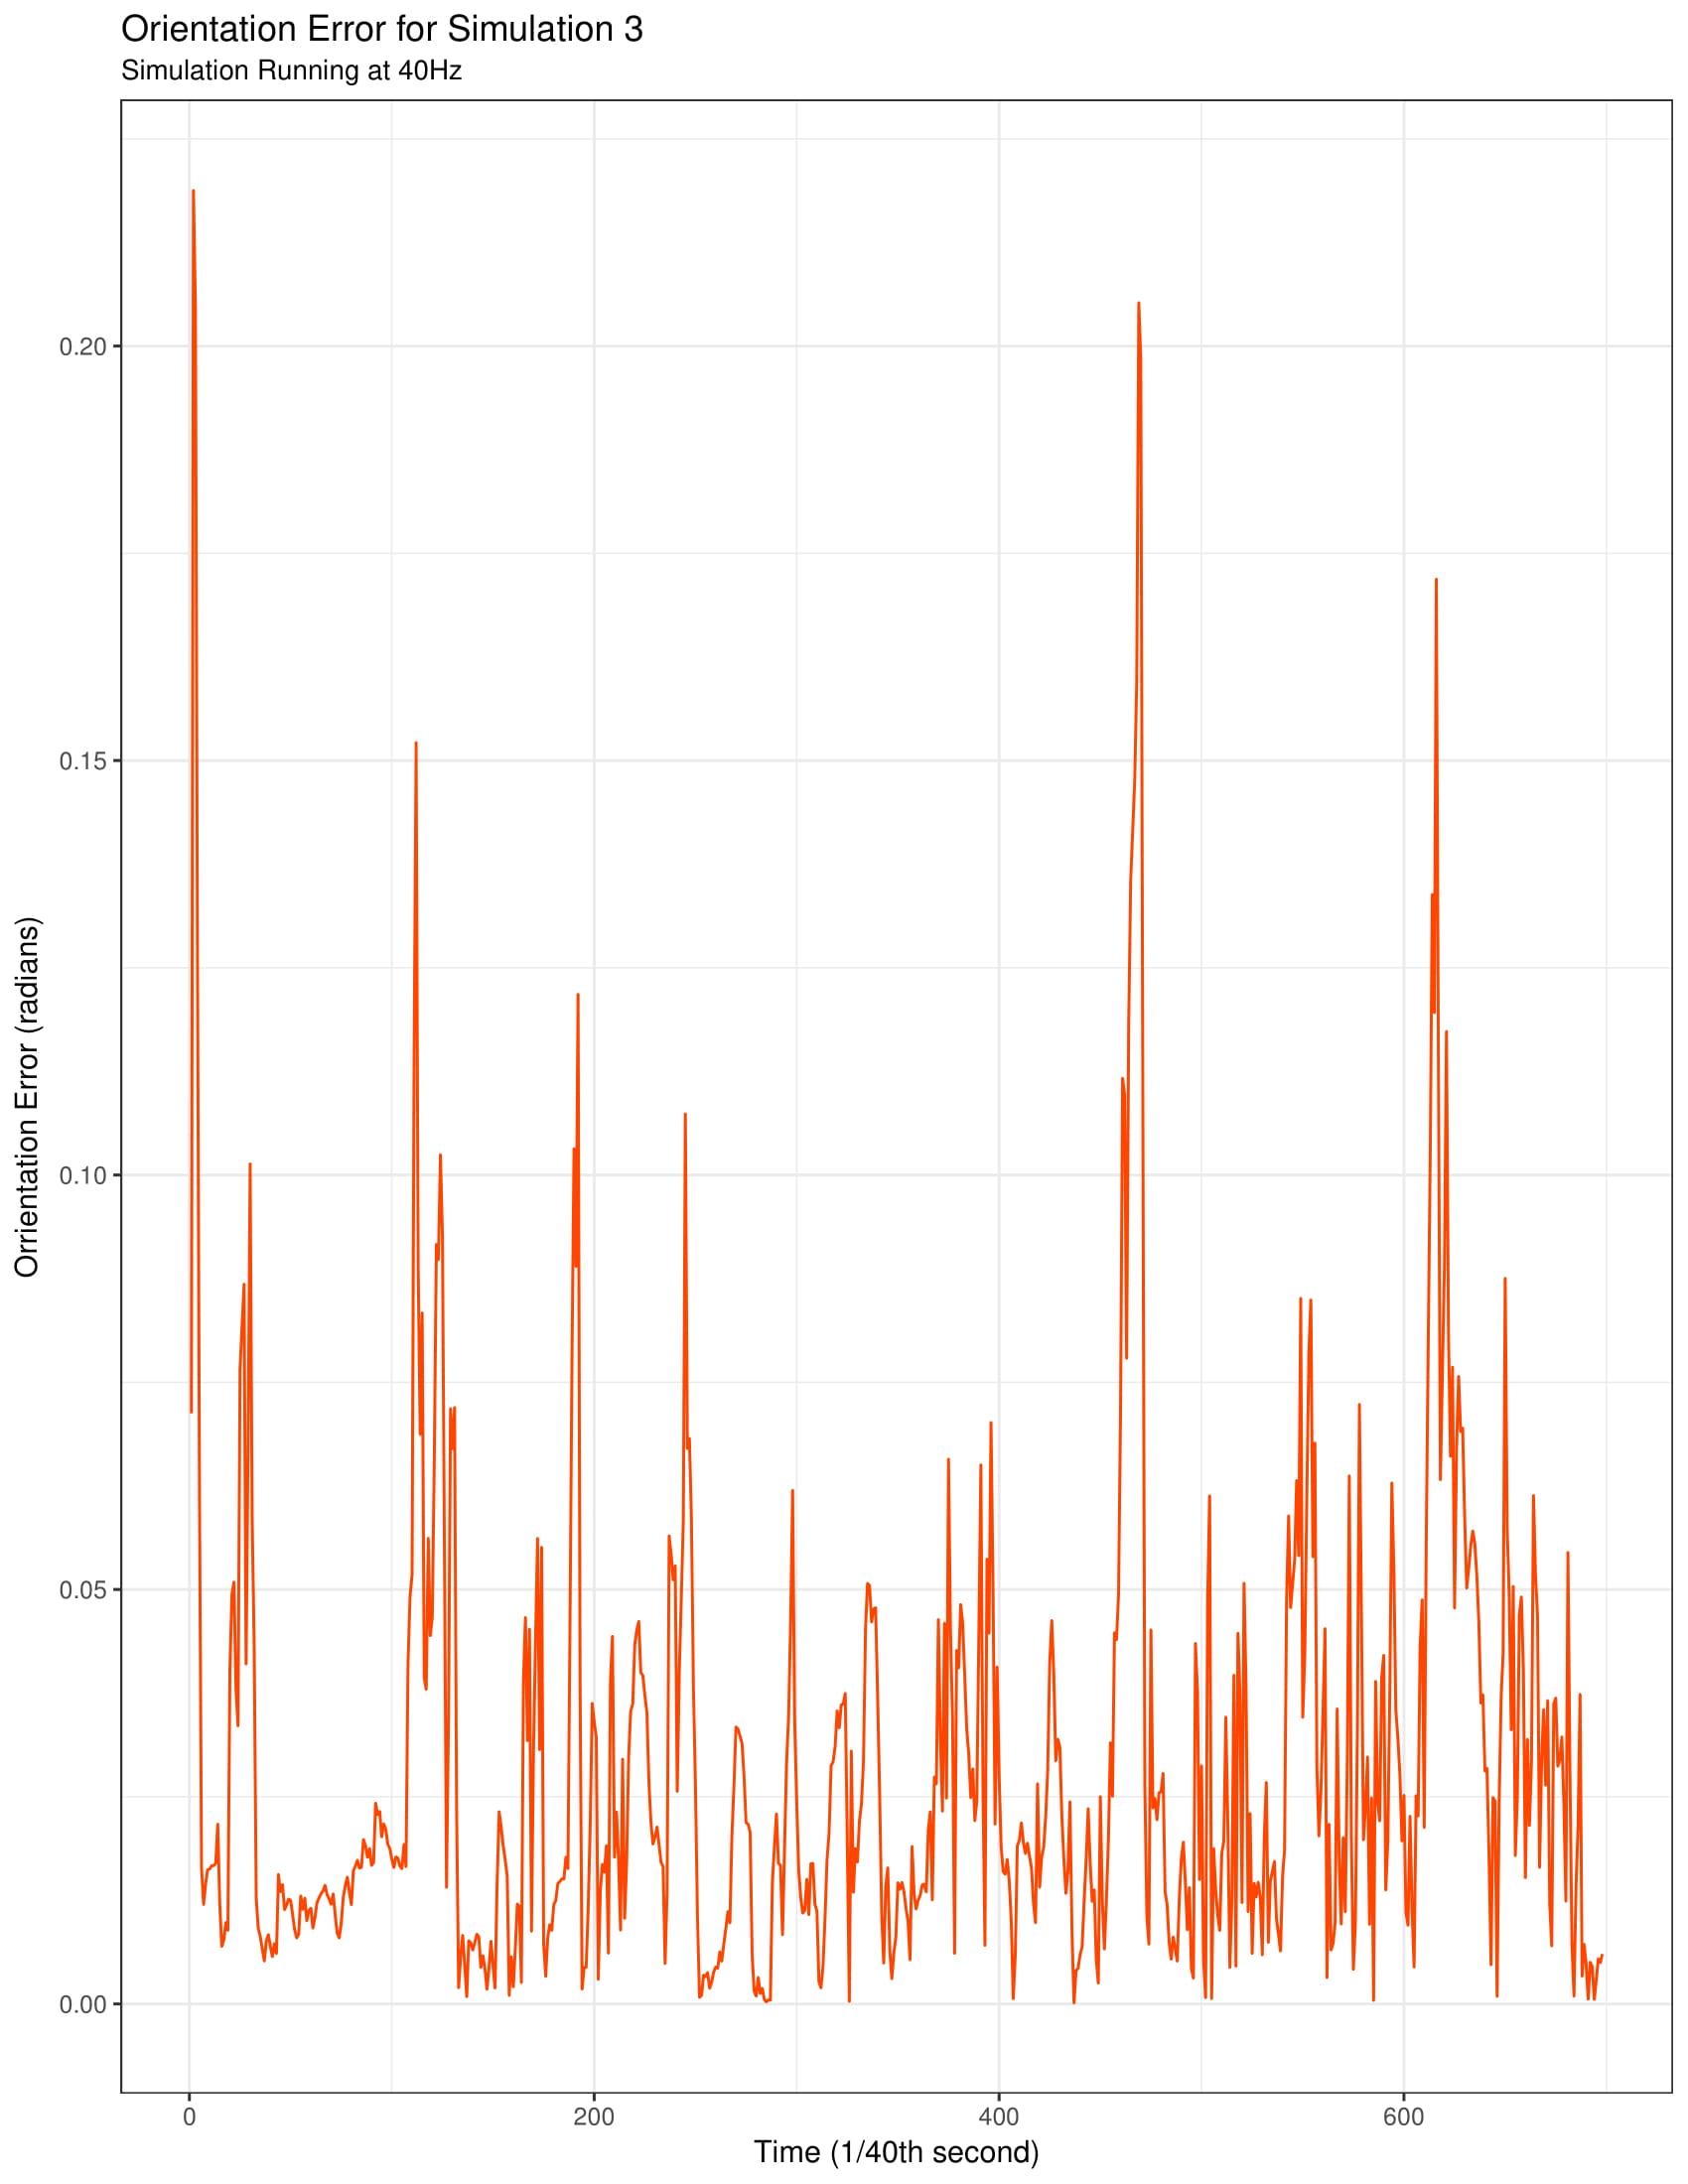 Orientation Error for Simulation 3
Simulation Running at 40Hz
Orrientation Error (radians)
0.20
0.15
0.10
0.05
0.00
0 200 400 600
Time (1/40th second)